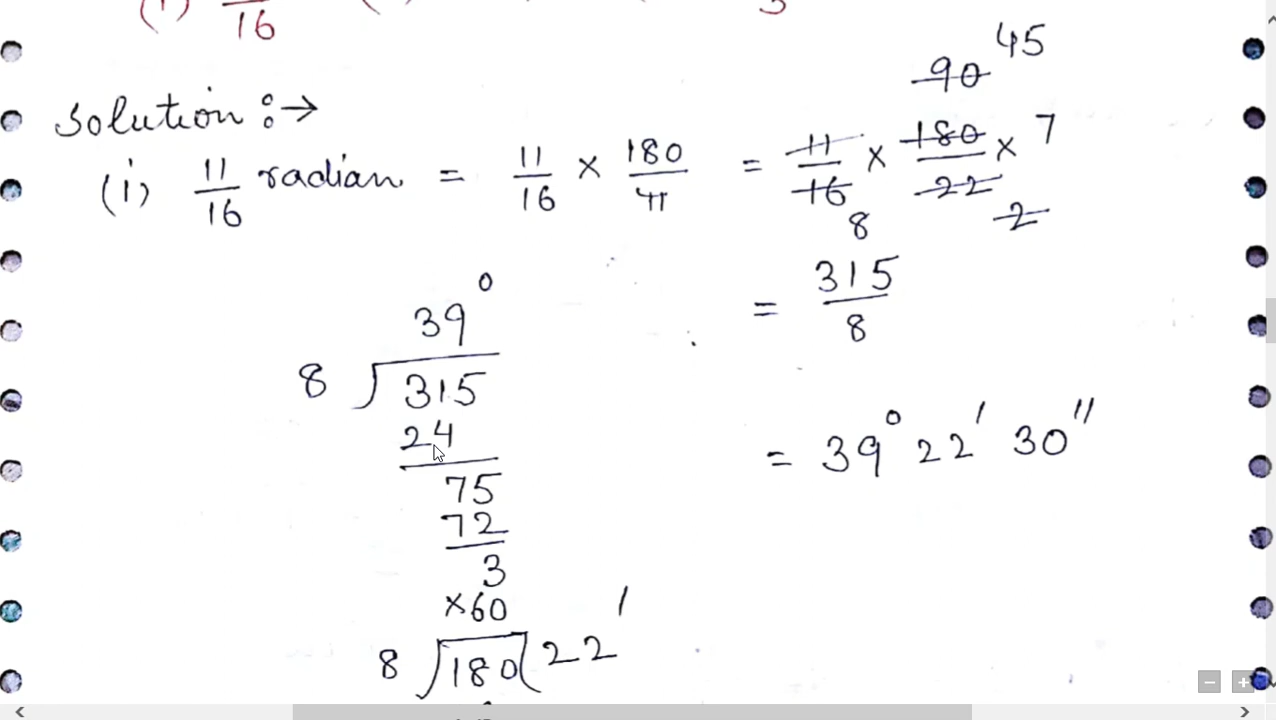 (i) 16 3
Solution :→
(i) 11/16 radian = 11/16 × 180/π = 11/16 × 180/22 × 7
90 45
8 2
= 315/8
39°
8 ) 315
24
75
72
3
×60
8 ) 180 ( 22′
= 39° 22′ 30″